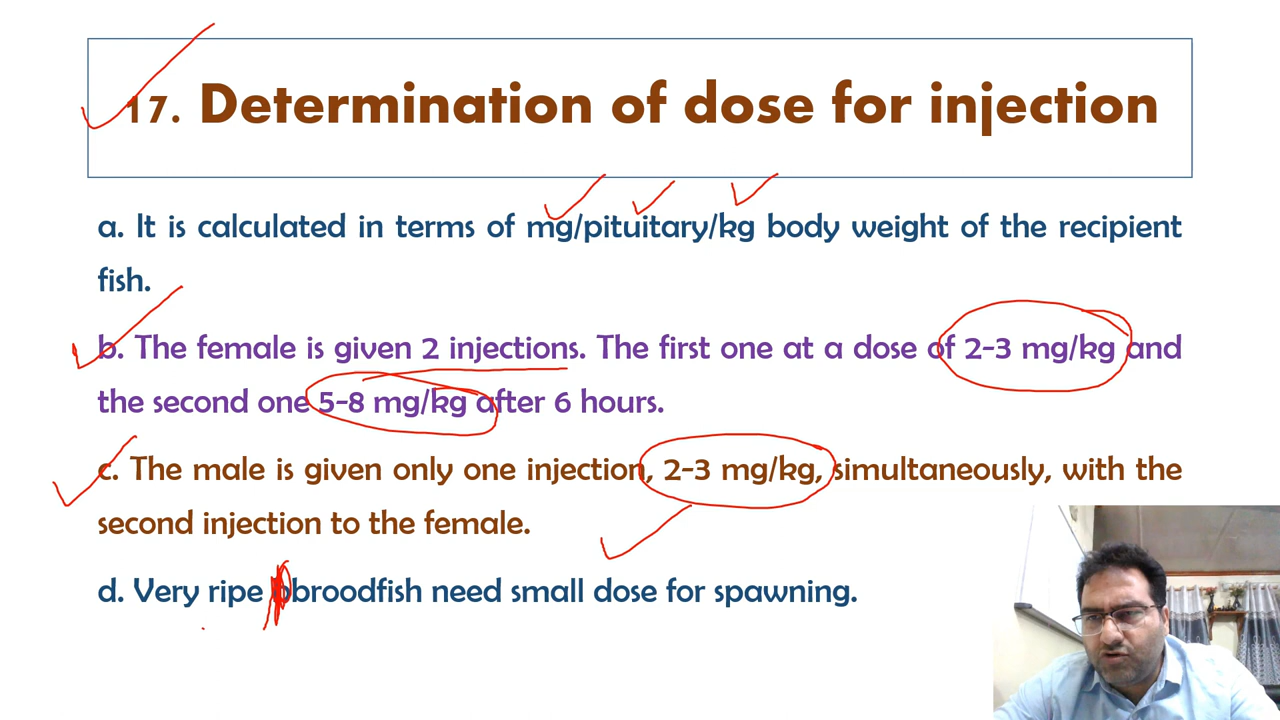 17. Determination of dose for injection
a. It is calculated in terms of mg/pituitary/kg body weight of the recipient
fish.
b. The female is given 2 injections. The first one at a dose of 2-3 mg/kg and
the second one 5-8 mg/kg after 6 hours.
c. The male is given only one injection, 2-3 mg/kg, simultaneously, with the
second injection to the female.
d. Very ripe broodfish need small dose for spawning.